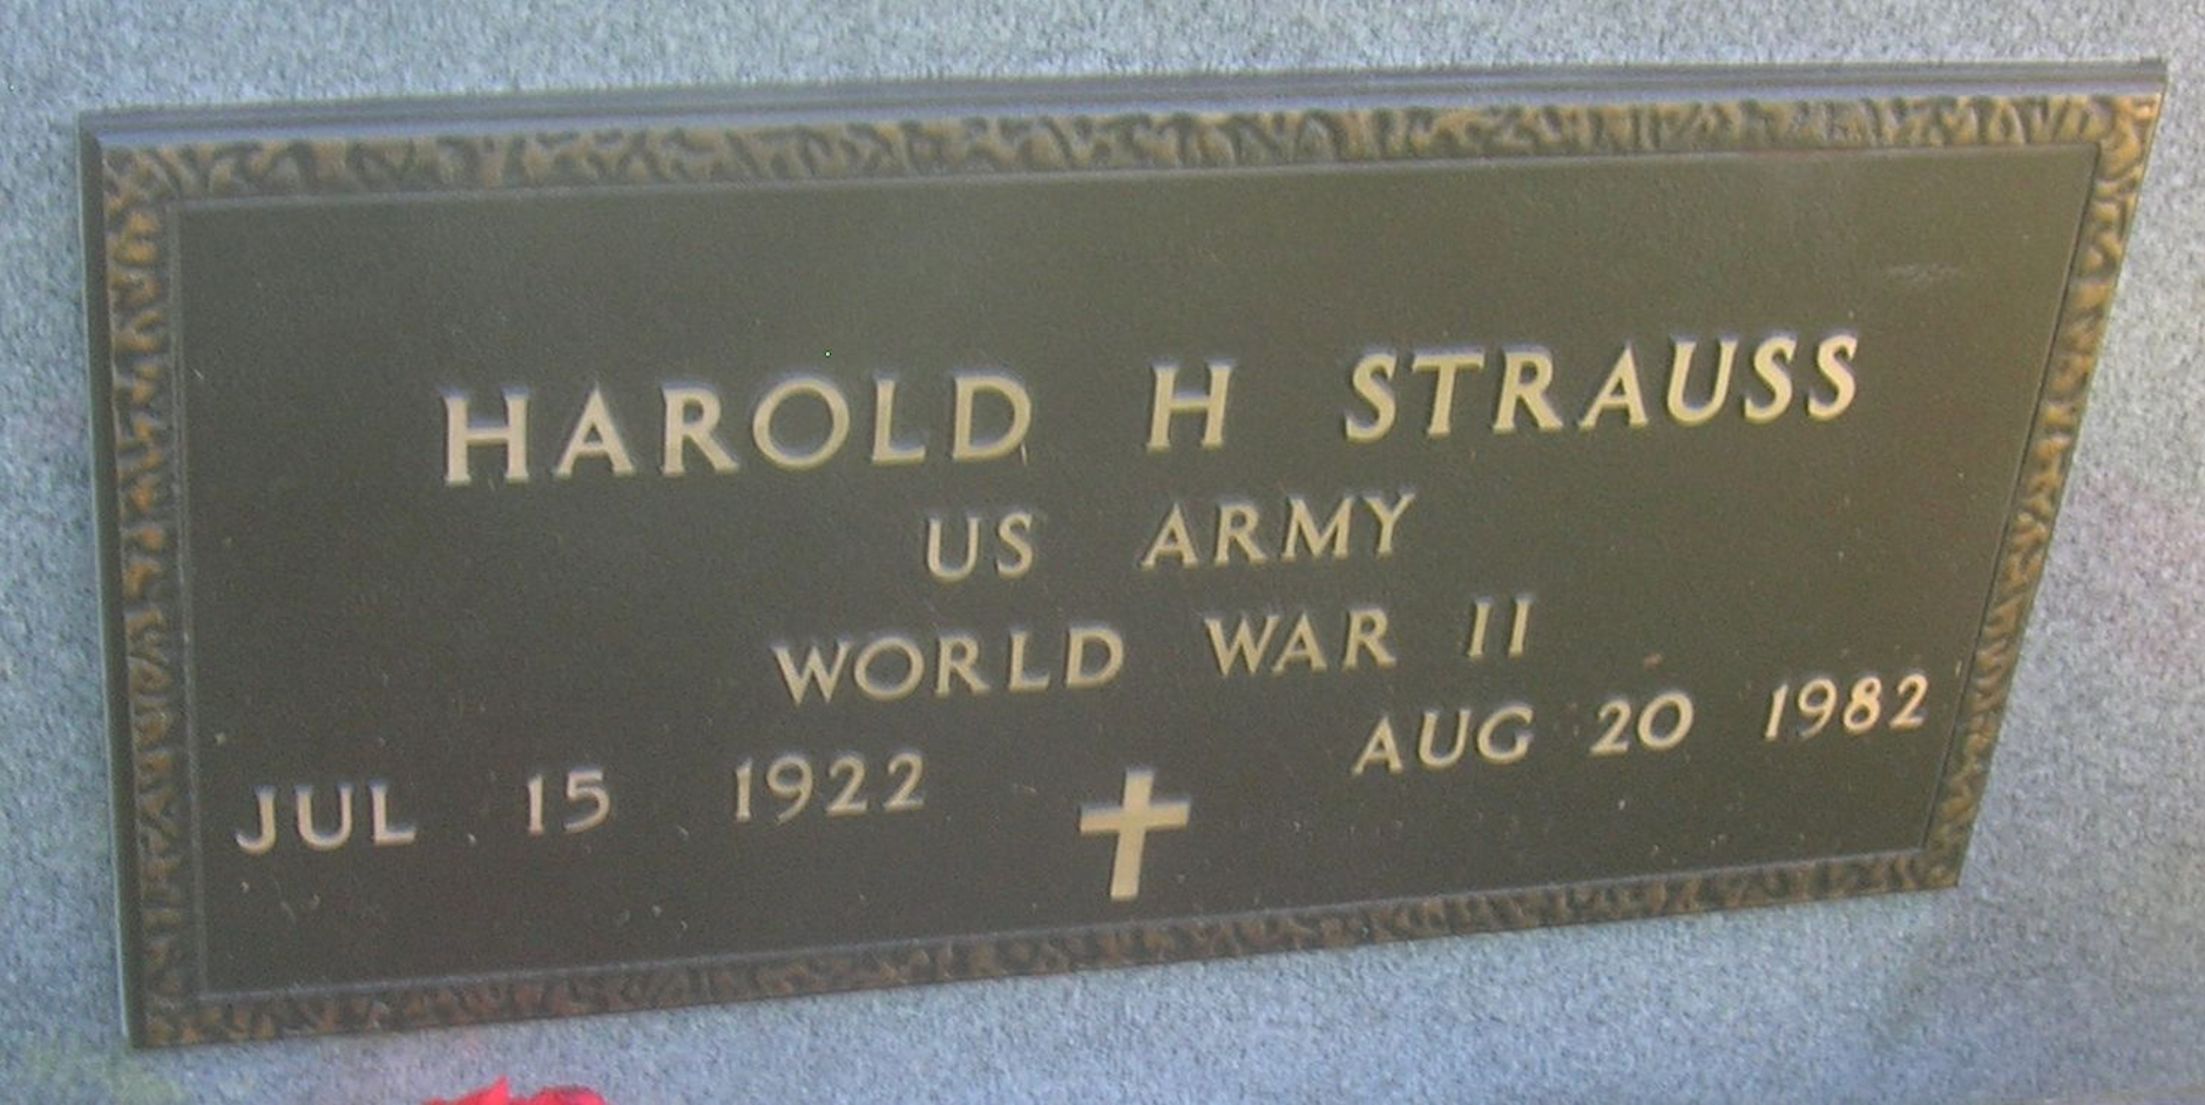 HAROLD H STRAUSS
US ARMY
WORLD WAR II
JUL 15 1922 AUG 20 1982